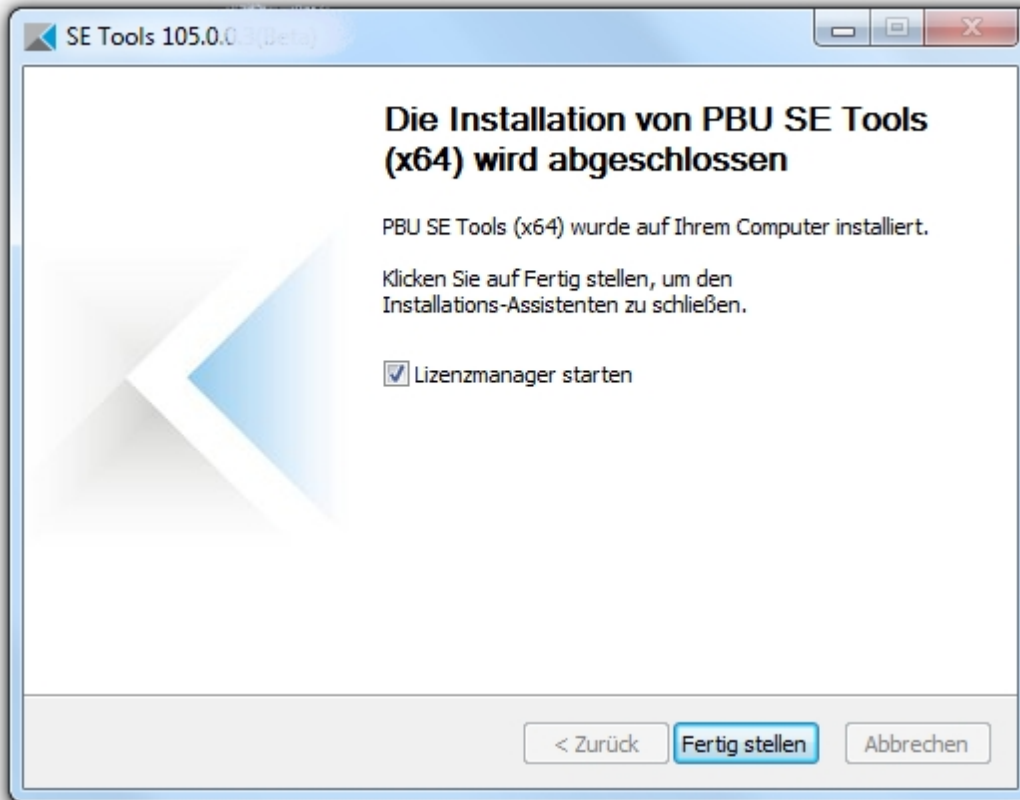 SE Tools 105.0.0.3(Beta)
Die Installation von PBU SE Tools
(x64) wird abgeschlossen
PBU SE Tools (x64) wurde auf Ihrem Computer installiert.
Klicken Sie auf Fertig stellen, um den
Installations-Assistenten zu schließen.
Lizenzmanager starten
< Zurück
Fertig stellen
Abbrechen